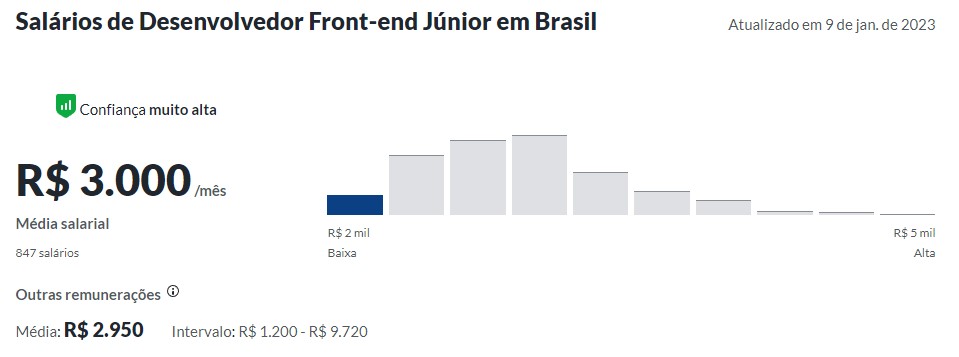 Salários de Desenvolvedor Front-end Júnior em Brasil
Atualizado em 9 de jan. de 2023
Confiança muito alta
R$ 3.000 /mês
Média salarial
847 salários
R$ 2 mil
R$ 5 mil
Baixa
Alta
Outras remunerações
Média: R$ 2.950 Intervalo: R$ 1.200 - R$ 9.720